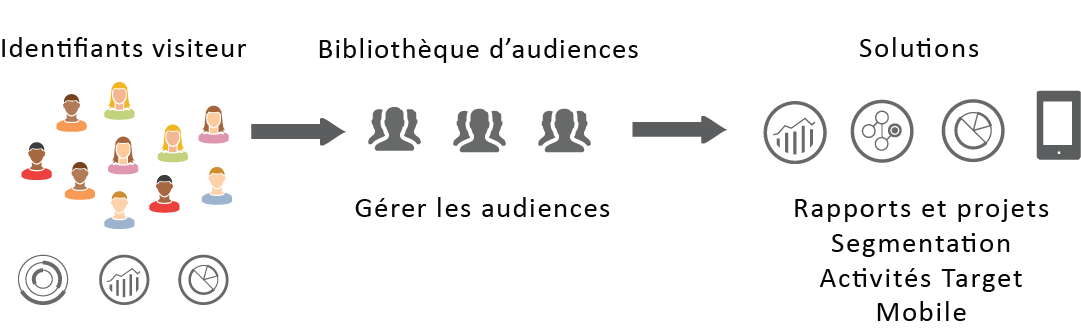 Identifiants visiteur
Bibliothèque d’audiences
Solutions
Gérer les audiences
Rapports et projets
Segmentation
Activités Target
Mobile